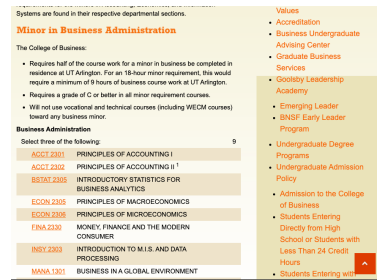 Systems are found in their respective departmental sections.
Minor in Business Administration
The College of Business:
• Requires half of the course work for a minor in business be completed in
residence at UT Arlington. For an 18-hour minor requirement, this would
require a minimum of 9 hours of business course work at UT Arlington.
• Requires a grade of C or better in all minor requirement courses.
• Will not use vocational and technical courses (including WECM courses)
toward any business minor.
Business Administration
Select three of the following: 9
ACCT 2301 PRINCIPLES OF ACCOUNTING I
ACCT 2302 PRINCIPLES OF ACCOUNTING II 1
BSTAT 2305 INTRODUCTORY STATISTICS FOR
BUSINESS ANALYTICS
ECON 2305 PRINCIPLES OF MACROECONOMICS
ECON 2306 PRINCIPLES OF MICROECONOMICS
FINA 2330 MONEY, FINANCE AND THE MODERN
CONSUMER
INSY 2303 INTRODUCTION TO M.I.S. AND DATA
PROCESSING
MANA 1301 BUSINESS IN A GLOBAL ENVIRONMENT
Values
• Accreditation
• Business Undergraduate
Advising Center
• Graduate Business
Services
• Goolsby Leadership
Academy
• Emerging Leader
• BNSF Early Leader
Program
• Undergraduate Degree
Programs
• Undergraduate Admission
Policy
• Admission to the College
of Business
• Students Entering
Directly from High
School or Students with
Less Than 24 Credit
Hours
• Students Entering with